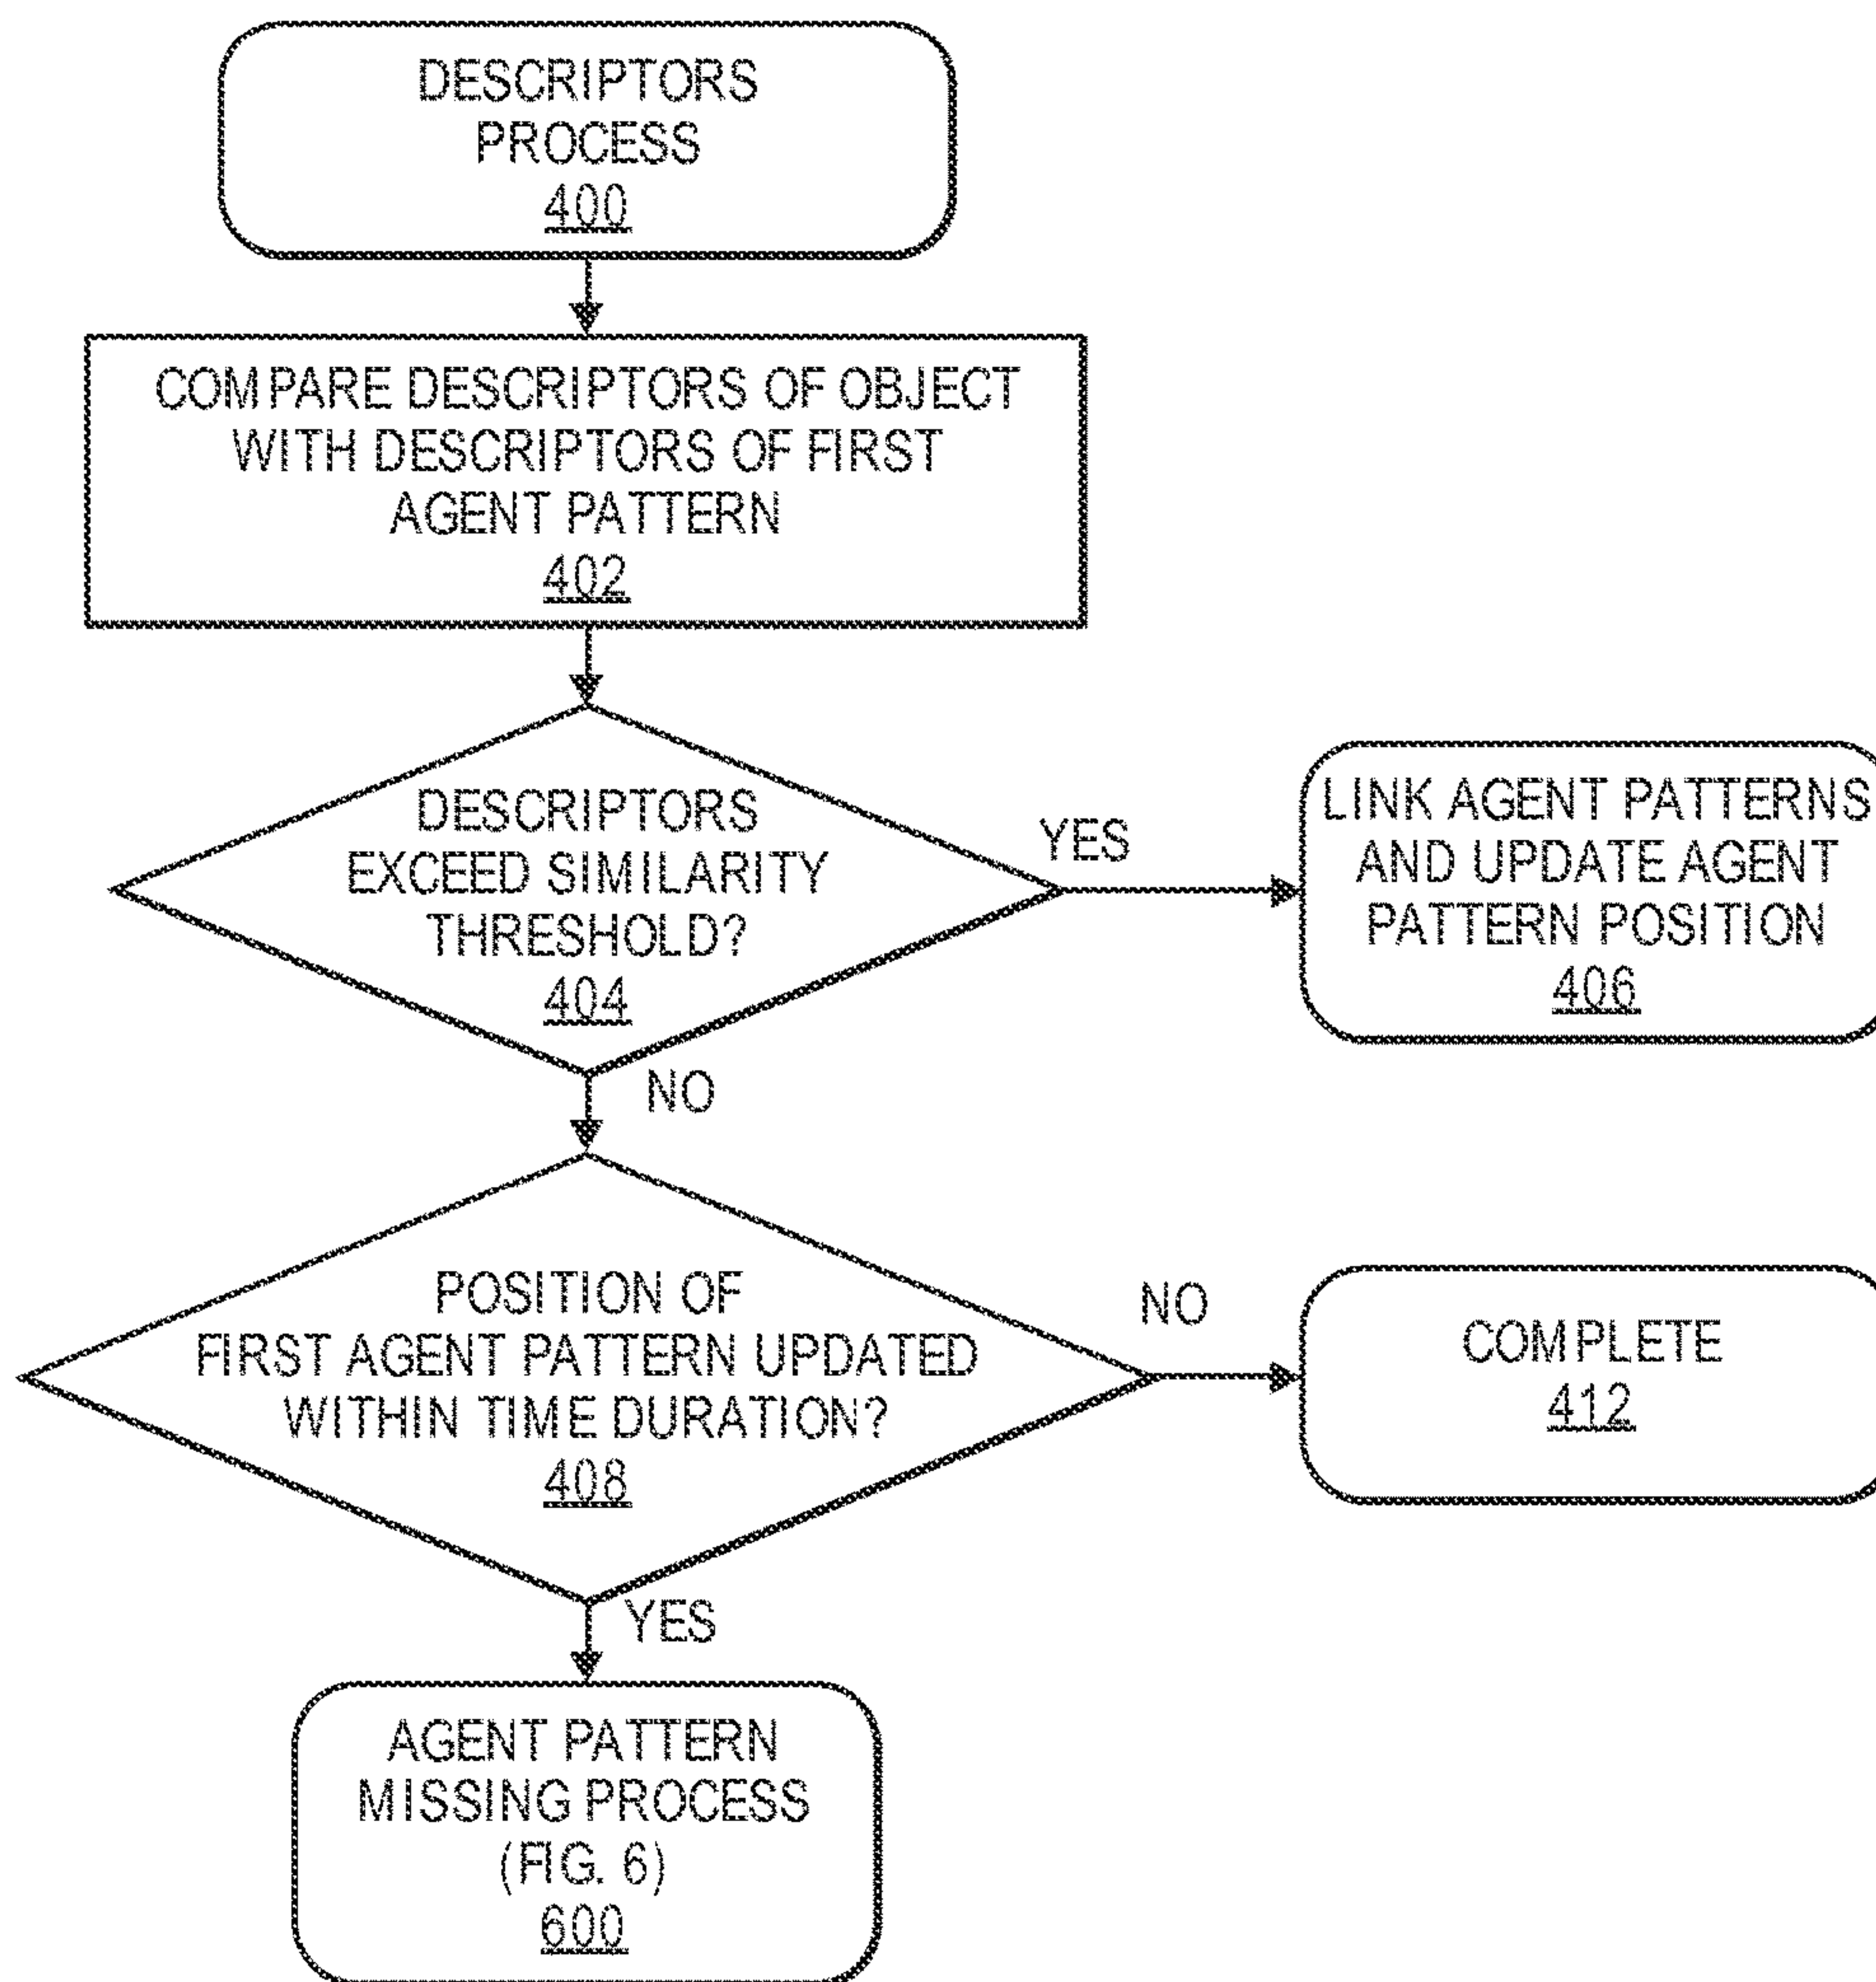 DESCRIPTORS
PROCESS
400
COMPARE DESCRIPTORS OF OBJECT
WITH DESCRIPTORS OF FIRST
AGENT PATTERN
402
DESCRIPTORS
EXCEED SIMILARITY
THRESHOLD?
404
YES
LINK AGENT PATTERNS
AND UPDATE AGENT
PATTERN POSITION
406
NO
POSITION OF
FIRST AGENT PATTERN UPDATED
WITHIN TIME DURATION?
408
NO
COMPLETE
412
YES
AGENT PATTERN
MISSING PROCESS
(FIG. 6)
600